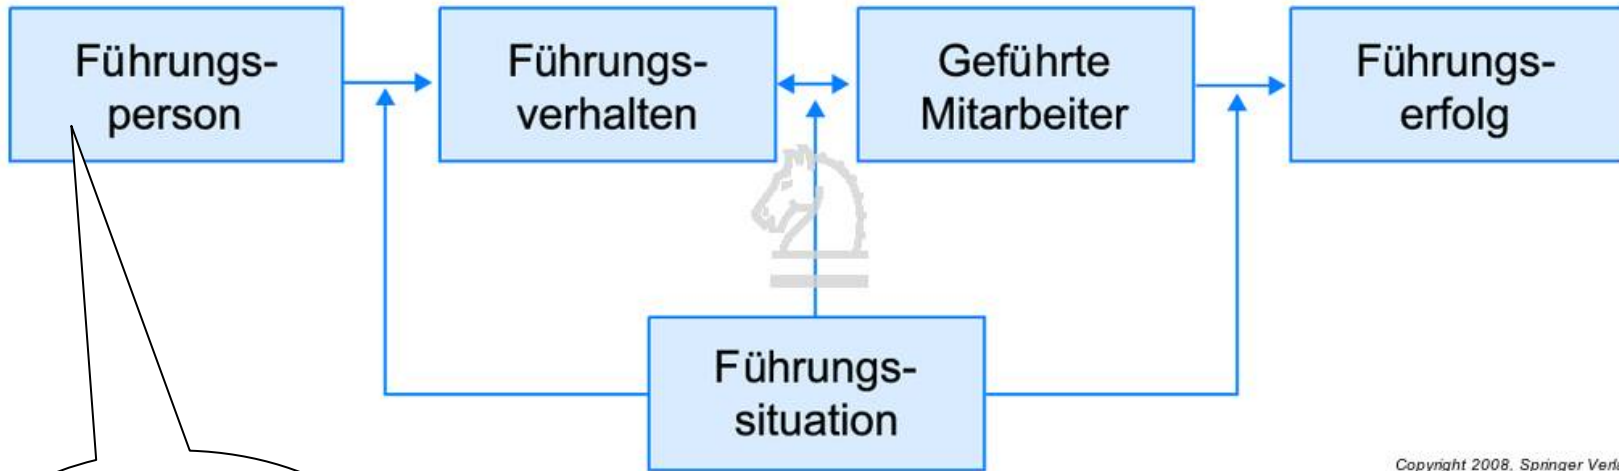 Führungs-
person
Führungs-
verhalten
Geführte
Mitarbeiter
Führungs-
erfolg
Führungs-
situation
Copyright 2008, Springer